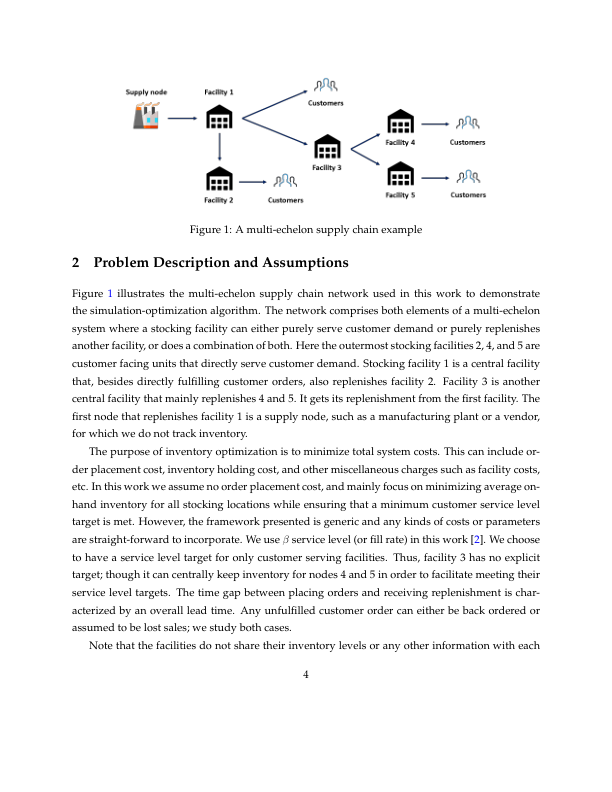 Supply node
Facility 1
Customers
Facility 3
Facility 4
Customers
Facility 2
Customers
Facility 5
Customers
Figure 1: A multi-echelon supply chain example
2 Problem Description and Assumptions
Figure 1 illustrates the multi-echelon supply chain network used in this work to demonstrate
the simulation-optimization algorithm. The network comprises both elements of a multi-echelon
system where a stocking facility can either purely serve customer demand or purely replenishes
another facility, or does a combination of both. Here the outermost stocking facilities 2, 4, and 5 are
customer facing units that directly serve customer demand. Stocking facility 1 is a central facility
that, besides directly fulfilling customer orders, also replenishes facility 2. Facility 3 is another
central facility that mainly replenishes 4 and 5. It gets its replenishment from the first facility. The
first node that replenishes facility 1 is a supply node, such as a manufacturing plant or a vendor,
for which we do not track inventory.
The purpose of inventory optimization is to minimize total system costs. This can include or-
der placement cost, inventory holding cost, and other miscellaneous charges such as facility costs,
etc. In this work we assume no order placement cost, and mainly focus on minimizing average on-
hand inventory for all stocking locations while ensuring that a minimum customer service level
target is met. However, the framework presented is generic and any kinds of costs or parameters
are straight-forward to incorporate. We use β service level (or fill rate) in this work [2]. We choose
to have a service level target for only customer serving facilities. Thus, facility 3 has no explicit
target; though it can centrally keep inventory for nodes 4 and 5 in order to facilitate meeting their
service level targets. The time gap between placing orders and receiving replenishment is char-
acterized by an overall lead time. Any unfulfilled customer order can either be back ordered or
assumed to be lost sales; we study both cases.
Note that the facilities do not share their inventory levels or any other information with each
4